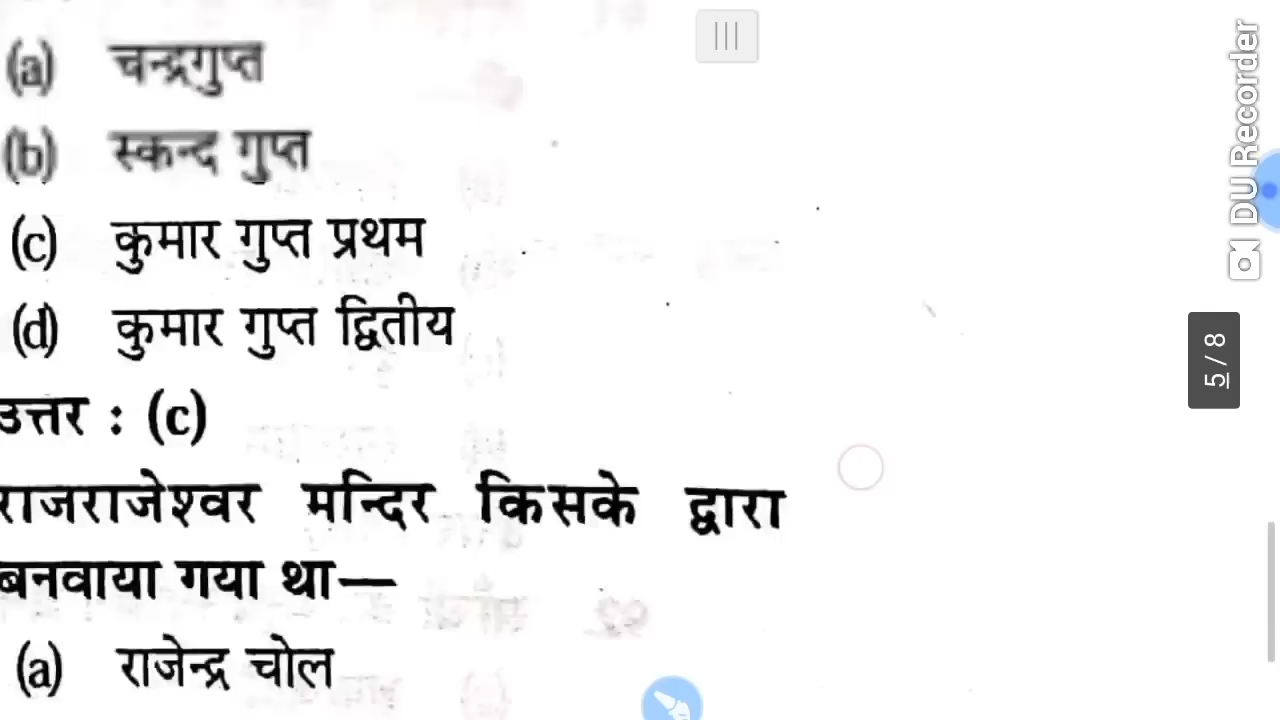 (a) चन्द्रगुप्त
(b) स्कन्द गुप्त
(c) कुमार गुप्त प्रथम
(d) कुमार गुप्त द्वितीय
उत्तर : (c)
राजराजेश्वर मन्दिर किसके द्वारा
बनवाया गया था—
(a) राजेन्द्र चोल
DU Recorder
5 / 8